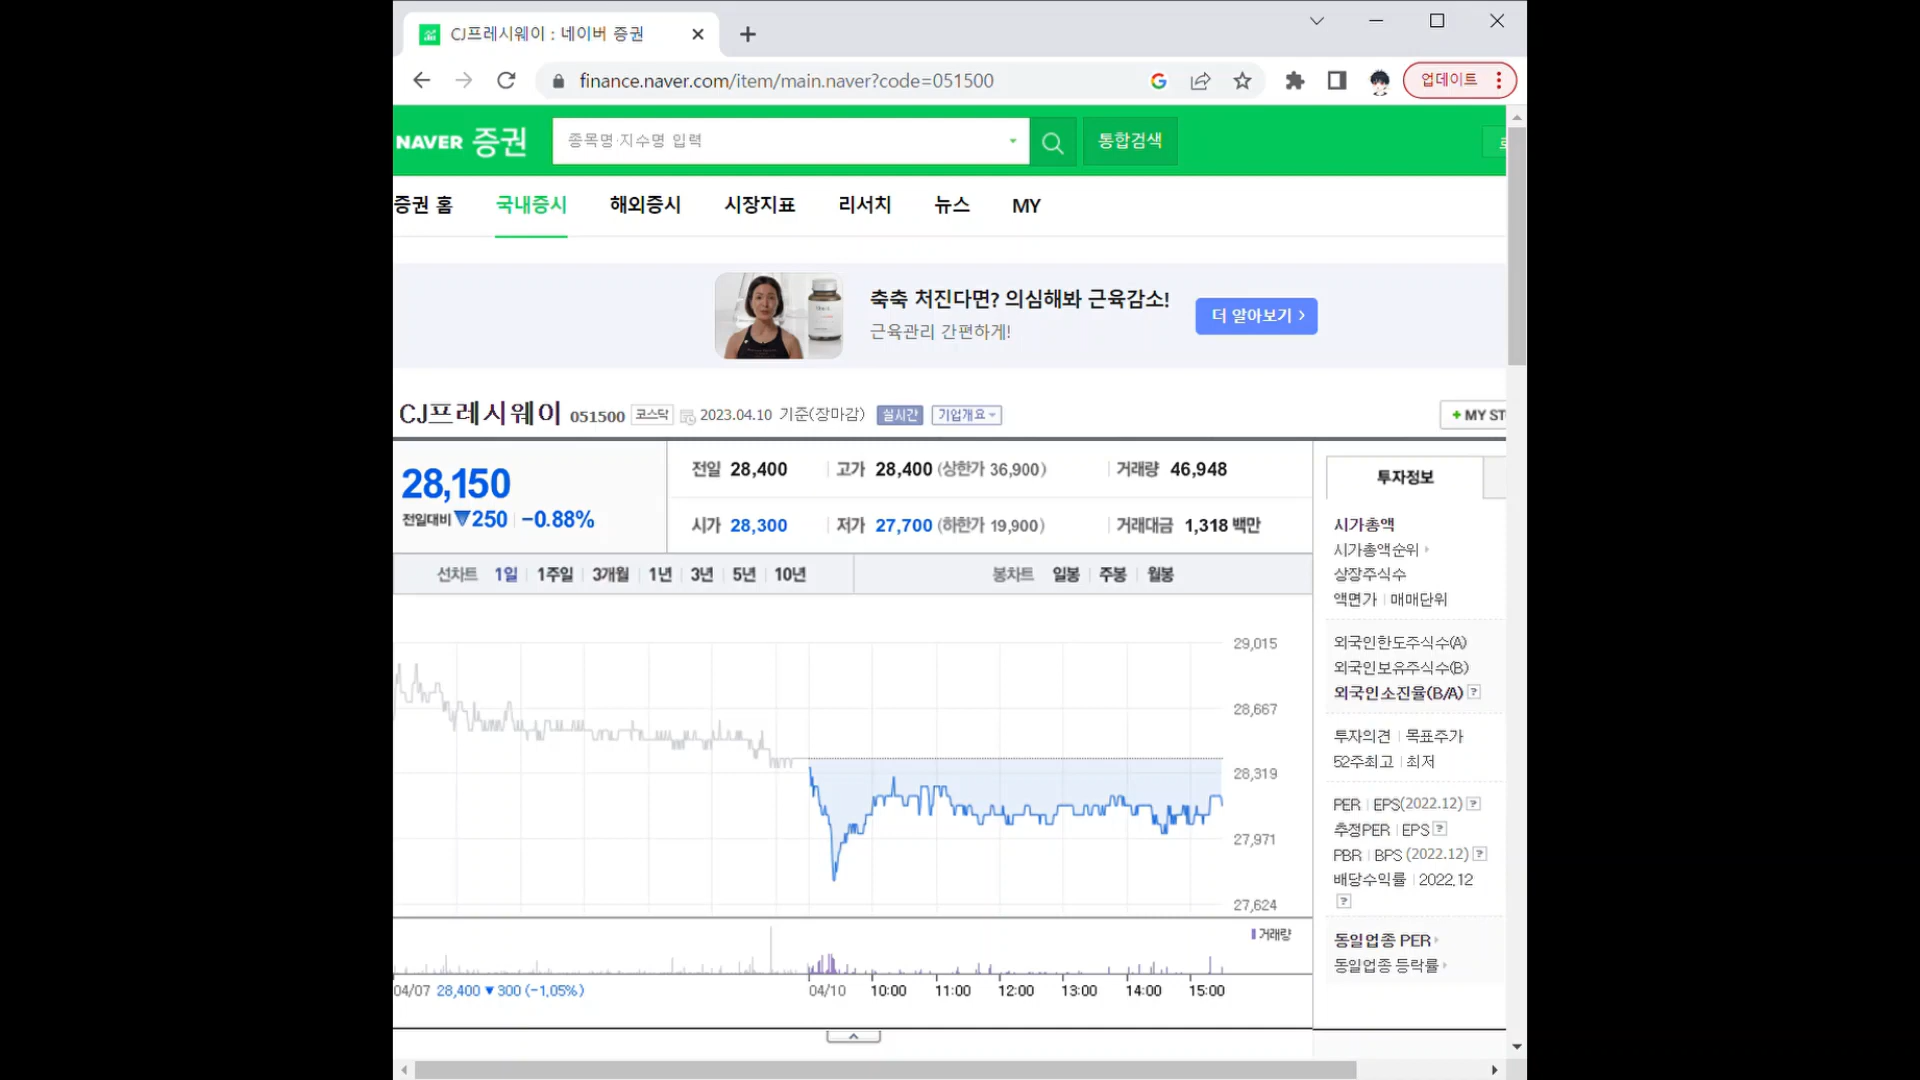 CJ프레시웨이 : 네이버 증권
finance.naver.com/item/main.naver?code=051500
업데이트
NAVER 증권
종목명·지수명 입력
통합검색
증권 홈 국내증시 해외증시 시장지표 리서치 뉴스 MY
축축 처진다면? 의심해봐 근육감소!
근육관리 간편하게!
더 알아보기 >
CJ프레시웨이 051500 코스닥 2023.04.10 기준(장마감) 실시간 기업개요
+ MY ST
28,150
전일대비 ▼250 -0.88%
전일 28,400 고가 28,400 (상한가 36,900) 거래량 46,948
시가 28,300 저가 27,700 (하한가 19,900) 거래대금 1,318 백만
선차트 1일 1주일 3개월 1년 3년 5년 10년 봉차트 일봉 주봉 월봉
29,015
28,667
28,319
27,971
27,624
거래량
04/07 28,400 ▼ 300 (-1,05%)
04/10 10:00 11:00 12:00 13:00 14:00 15:00
투자정보
시가총액
시가총액순위
상장주식수
액면가 매매단위
외국인한도주식수(A)
외국인보유주식수(B)
외국인소진율(B/A) ?
투자의견 목표주가
52주최고 최저
PER EPS(2022.12) ?
추정PER EPS ?
PBR BPS (2022.12) ?
배당수익률 2022.12
?
동일업종 PER
동일업종 등락률